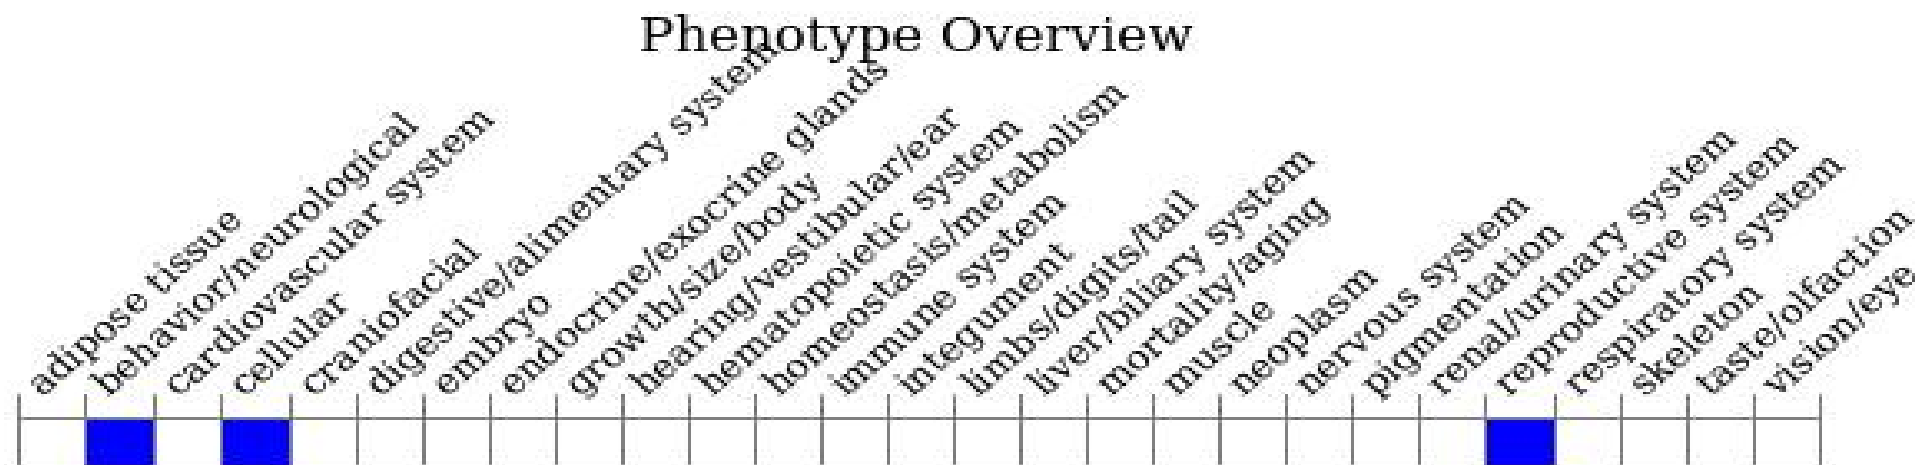 Phenotype Overview
adipose tissue
behavior/neurological
cardiovascular system
cellular
craniofacial
digestive/alimentary system
embryo
endocrine/exocrine glands
growth/size/body
hearing/vestibular/ear
hematopoietic system
homeostasis/metabolism
immune system
integument
limbs/digits/tail
liver/biliary system
mortality/aging
muscle
neoplasm
nervous system
pigmentation
renal/urinary system
reproductive system
respiratory system
skeleton
taste/olfaction
vision/eye